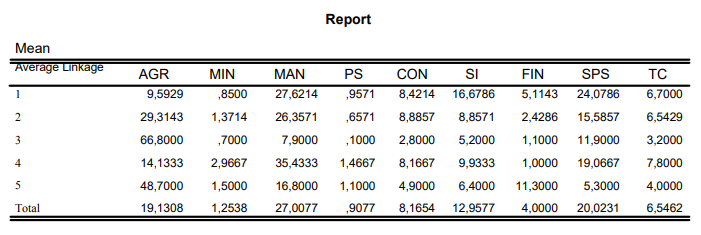 Report
Mean
Average Linkage AGR MIN MAN PS CON SI FIN SPS TC
1 9,5929 ,8500 27,6214 ,9571 8,4214 16,6786 5,1143 24,0786 6,7000
2 29,3143 1,3714 26,3571 ,6571 8,8857 8,8571 2,4286 15,5857 6,5429
3 66,8000 ,7000 7,9000 ,1000 2,8000 5,2000 1,1000 11,9000 3,2000
4 14,1333 2,9667 35,4333 1,4667 8,1667 9,9333 1,0000 19,0667 7,8000
5 48,7000 1,5000 16,8000 1,1000 4,9000 6,4000 11,3000 5,3000 4,0000
Total 19,1308 1,2538 27,0077 ,9077 8,1654 12,9577 4,0000 20,0231 6,5462